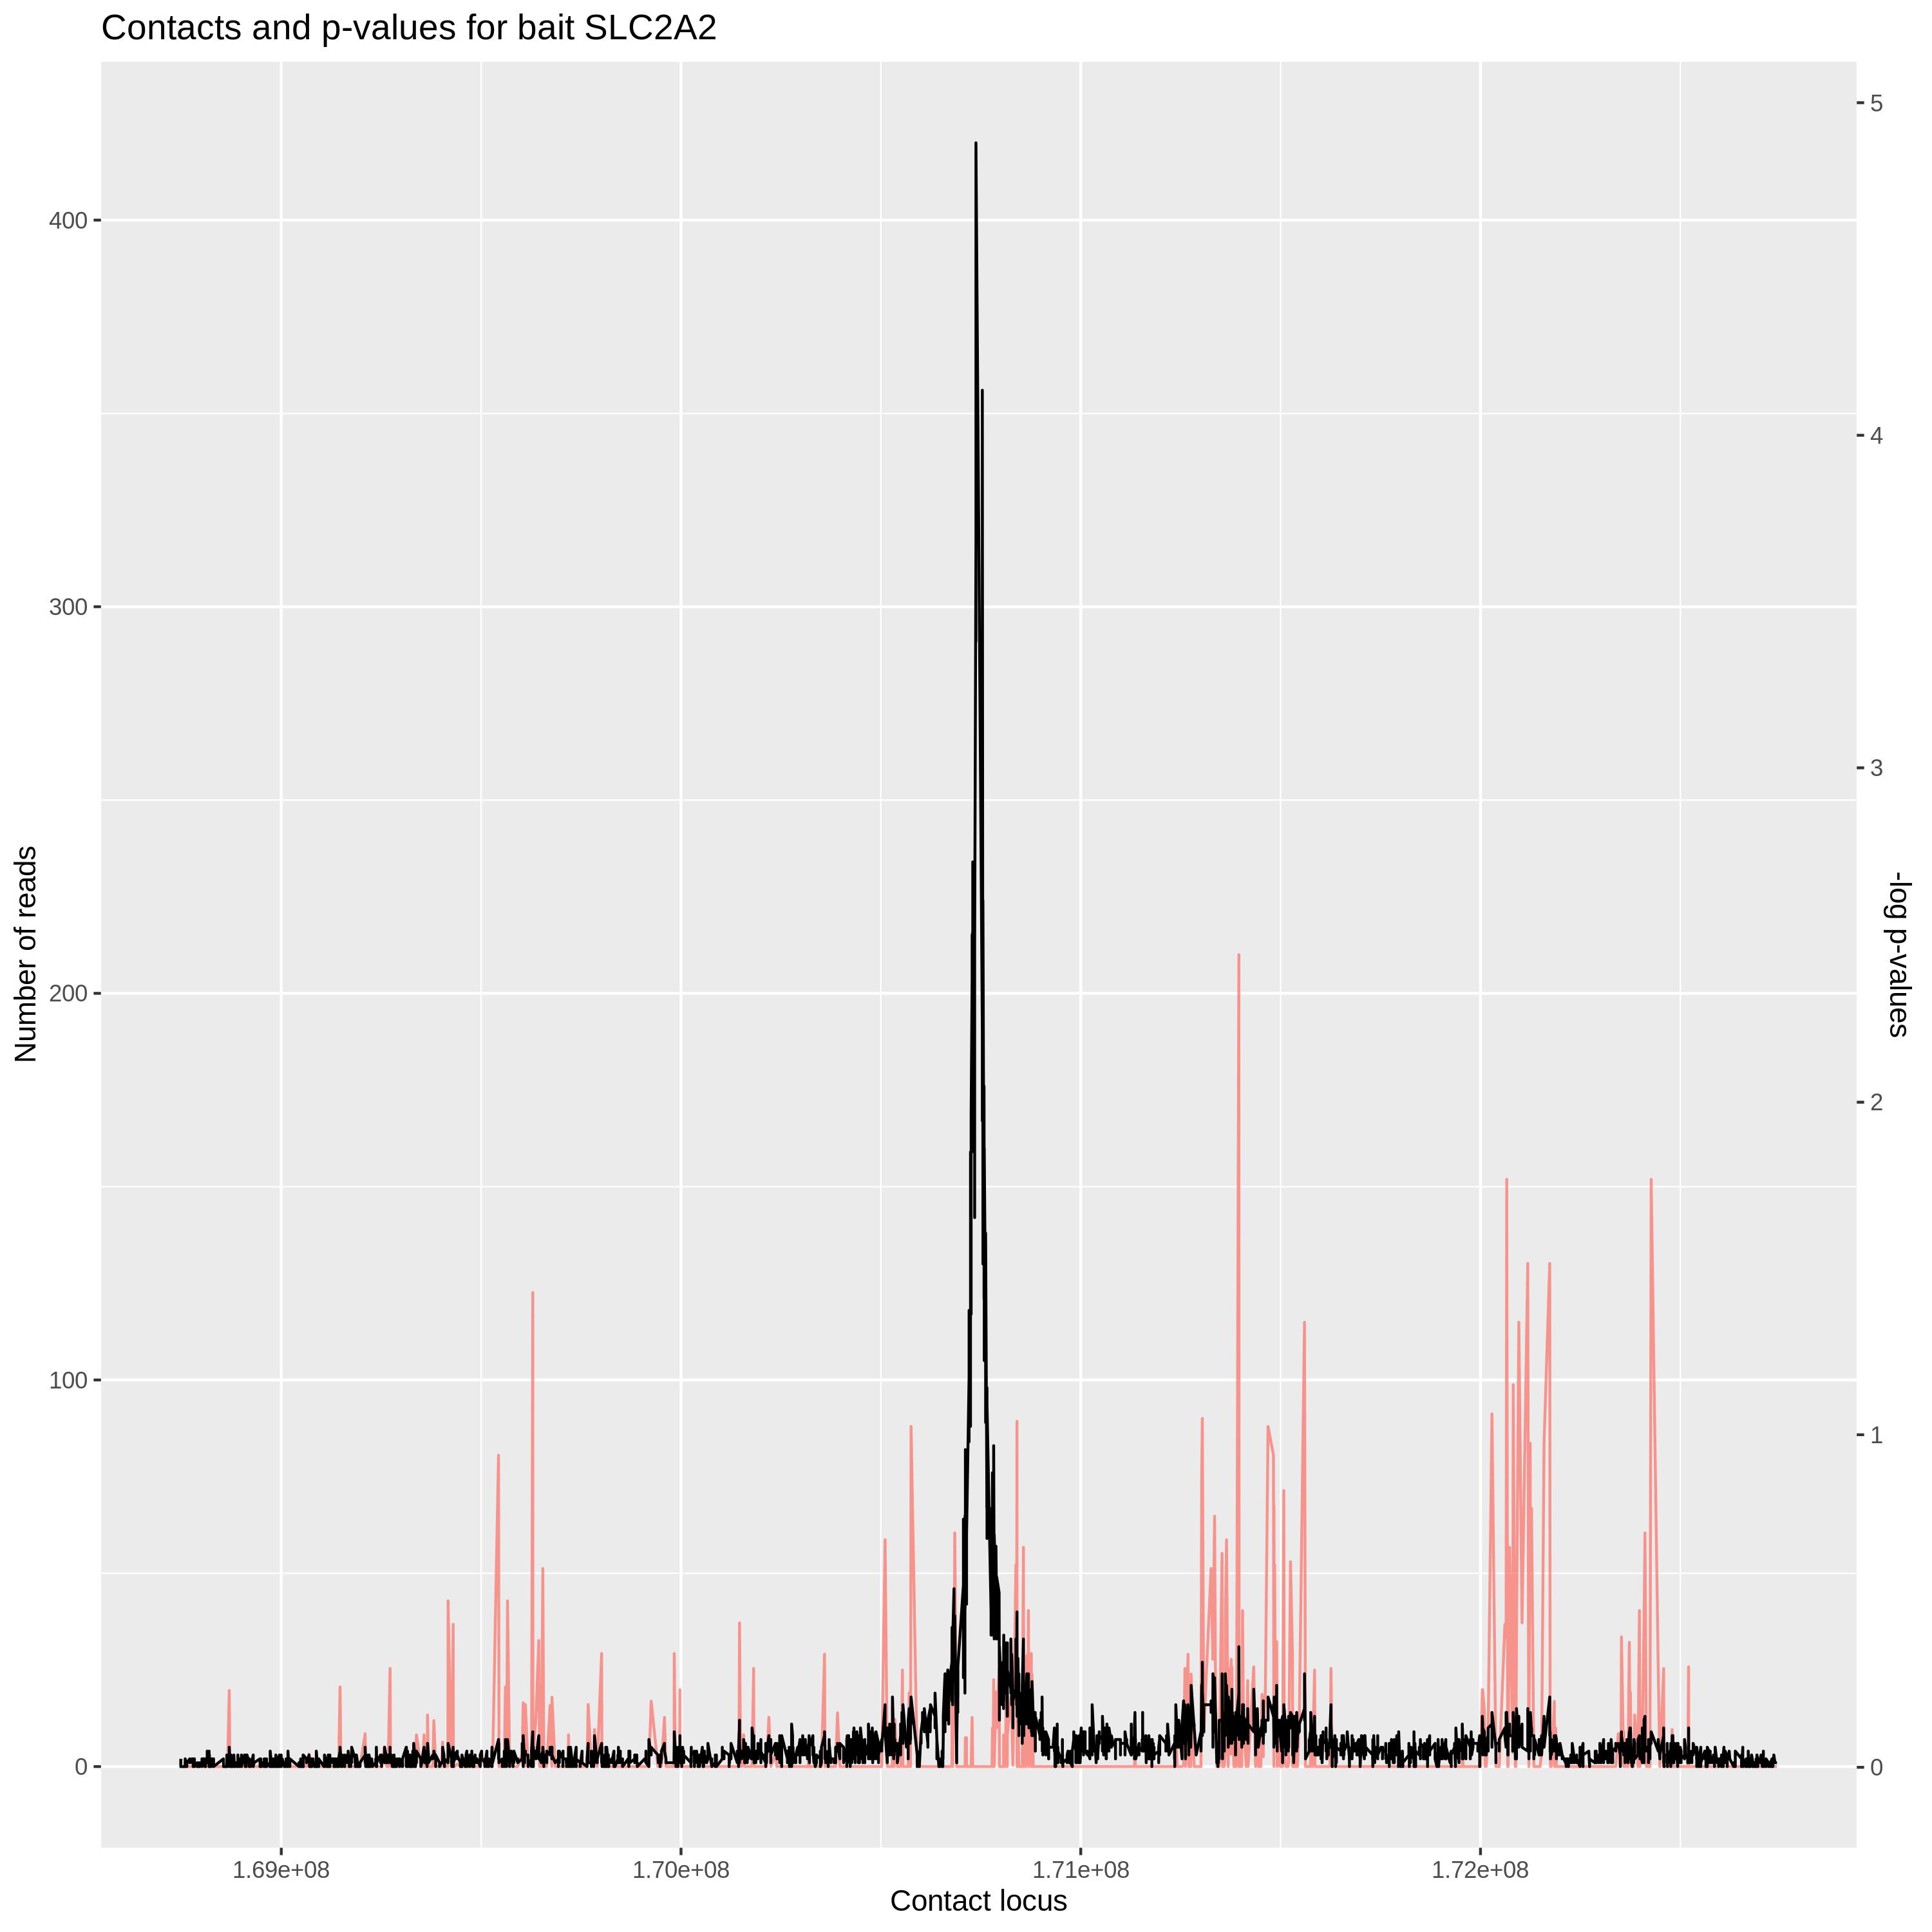 Contacts and p-values for bait SLC2A2
Number of reads
400
300
200
100
0
5
4
3
2
1
0
-log p-values
1.69e+08 1.70e+08 1.71e+08 1.72e+08
Contact locus